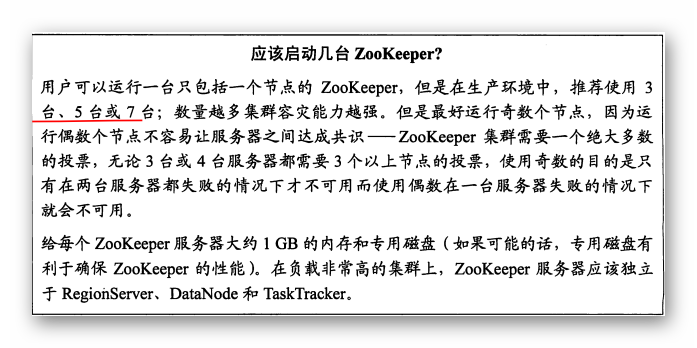 应该启动几台 ZooKeeper?
用户可以运行一台只包括一个节点的 ZooKeeper，但是在生产环境中，推荐使用 3
台、5 台或 7 台；数量越多集群容灾能力越强。但是最好运行奇数个节点，因为运
行偶数个节点不容易让服务器之间达成共识——ZooKeeper 集群需要一个绝大多数
的投票，无论 3 台或 4 台服务器都需要 3 个以上节点的投票，使用奇数的目的是只
有在两台服务器都失败的情况下才不可用而使用偶数在一台服务器失败的情况下
就会不可用。
给每个 ZooKeeper 服务器大约 1 GB 的内存和专用磁盘（如果可能的话，专用磁盘有
利于确保 ZooKeeper 的性能）。在负载非常高的集群上，ZooKeeper 服务器应该独立
于 RegionServer、DataNode 和 TaskTracker。